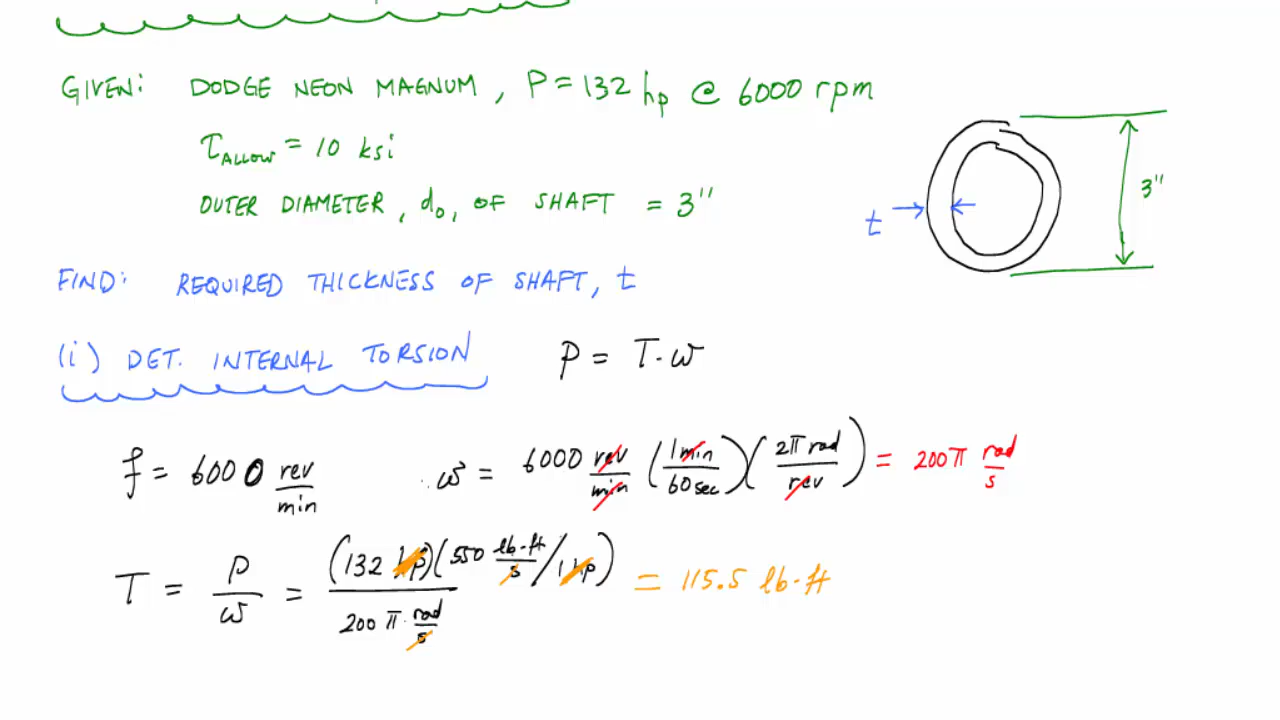 GIVEN: DODGE NEON MAGNUM, P = 132 hp @ 6000 rpm
τALLOW = 10 ksi
OUTER DIAMETER, do, OF SHAFT = 3"
3"
t
FIND: REQUIRED THICKNESS OF SHAFT, t
(i) DET. INTERNAL TORSION P = T·ω
f = 6000 rev/min ω = 6000 rev/min (1 min/60 sec)(2π rad/rev) = 200π rad/s
T = P/ω = (132 hp)(550 lb·ft/s/1 hp)/200π·rad/s = 115.5 lb·ft